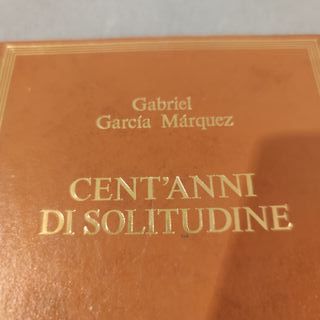 Gabriel
García Márquez
CENT'ANNI
DI SOLITUDINE